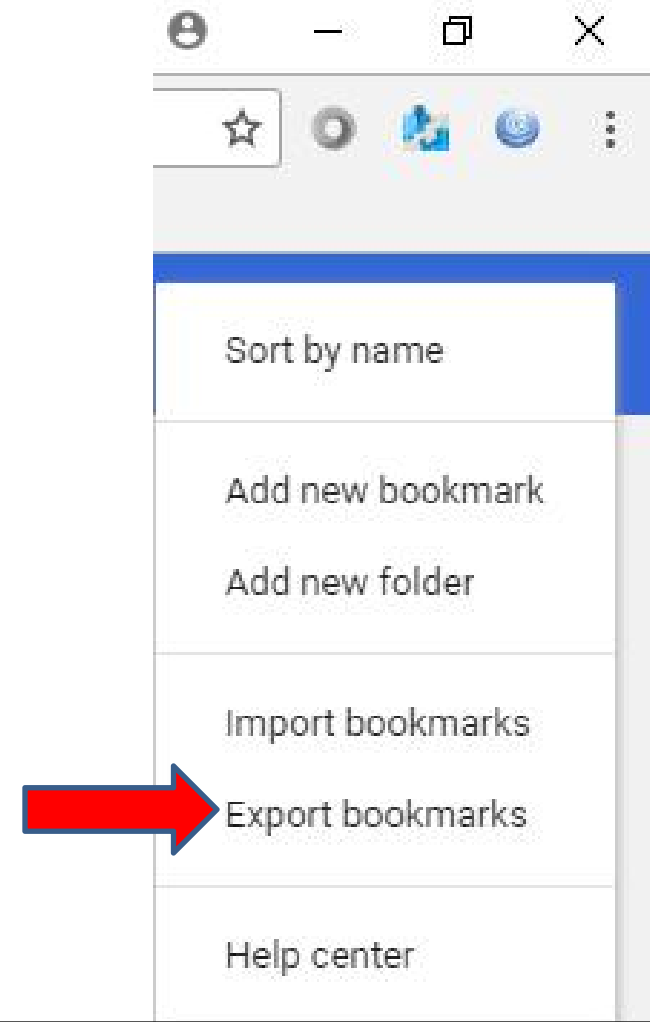 Sort by name
Add new bookmark
Add new folder
Import bookmarks
Export bookmarks
Help center